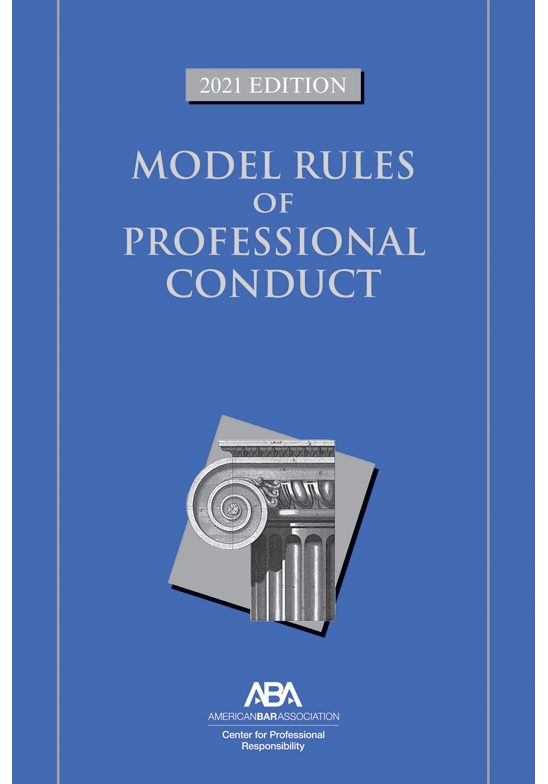 2021 EDITION
MODEL RULES
OF
PROFESSIONAL
CONDUCT
ABA
AMERICANBARASSOCIATION
Center for Professional
Responsibility